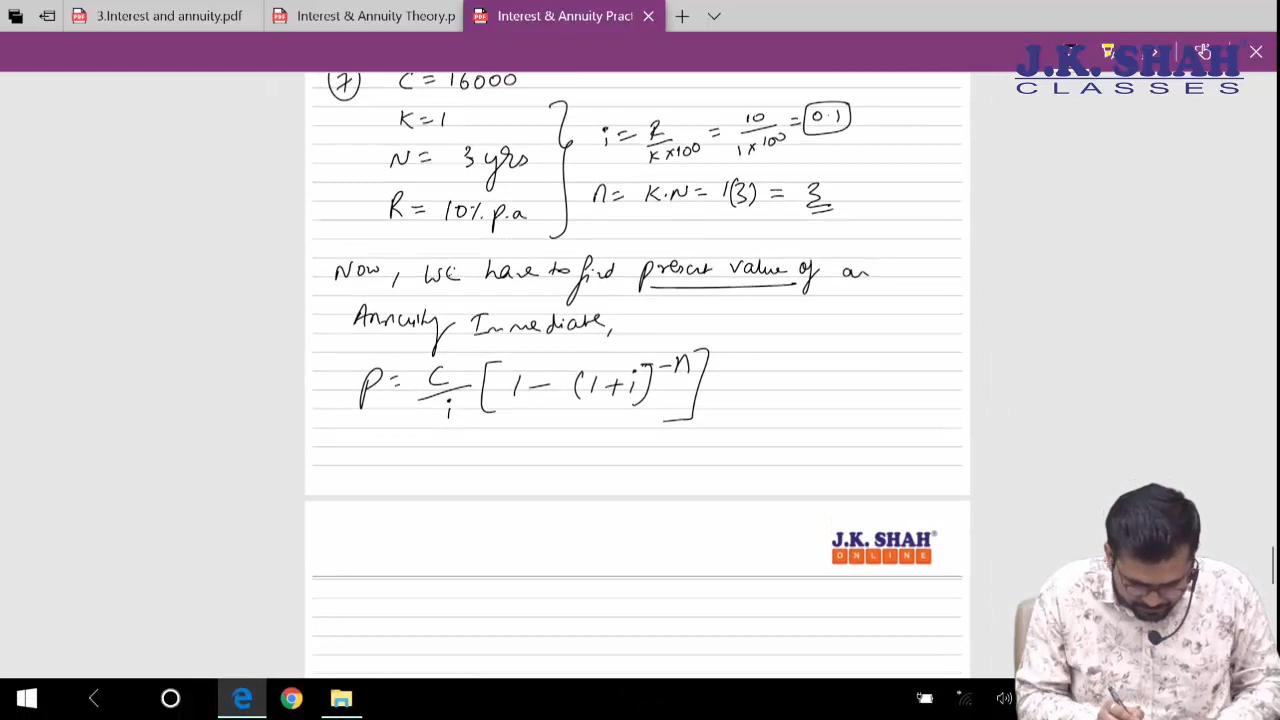 3.Interest and annuity.pdf
Interest & Annuity Theory.p
Interest & Annuity Pract
J.K. SHAH
CLASSES
7 C = 16000
K = 1
N = 3 yrs
R = 10% p.a
i = R / K × 100 = 10 / 1 × 100 = 0.1
n = K.N = 1(3) = 3
Now, we have to find present value of an
Annuity Immediate,
P = C / i [1 - (1 + i)^-n]
J.K. SHAH
ONLINE